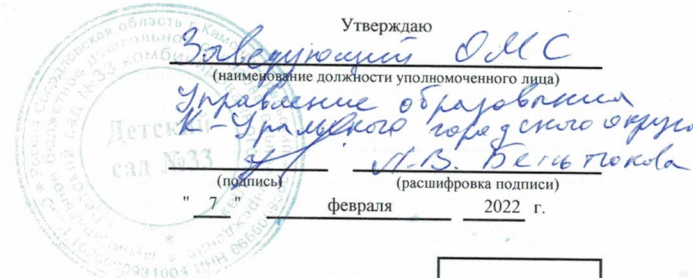 Утверждаю
Заведующий ОМС
(наименование должности уполномоченного лица)
Управление образования
К-Уральского городского округа
(подпись) (расшифровка подписи)
" 7 " февраля 2022 г.
Детский
сад №33